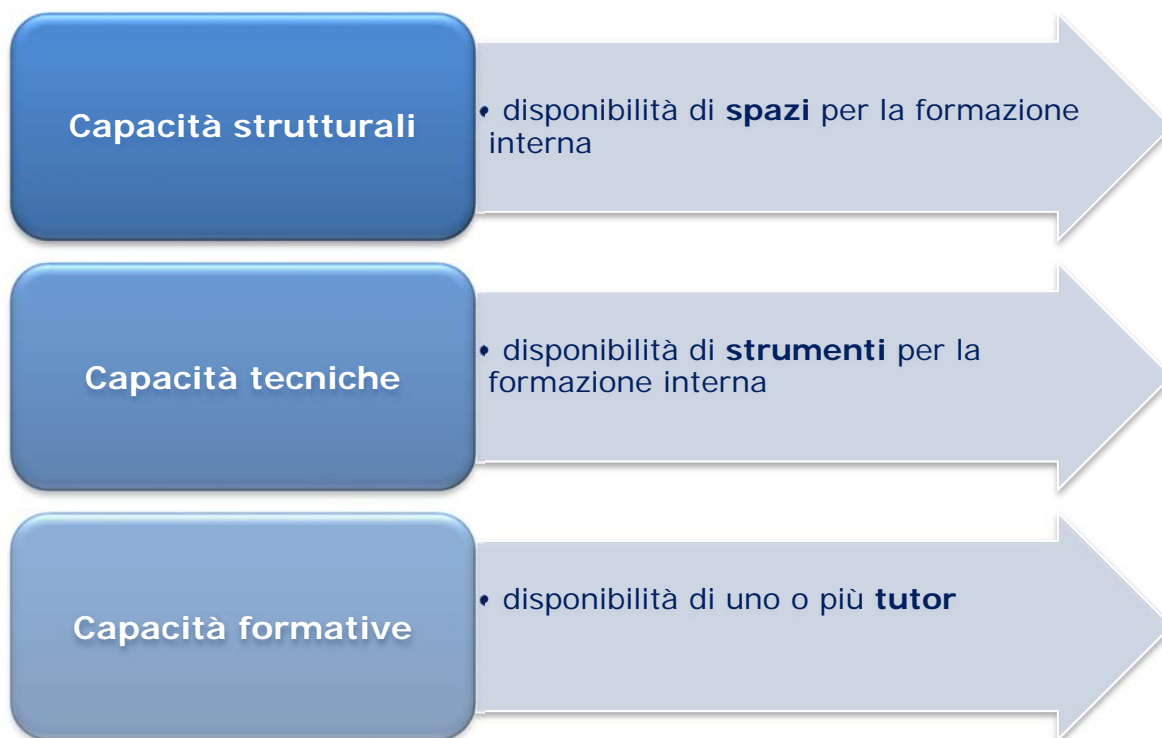 Capacità strutturali
• disponibilità di spazi per la formazione
interna
Capacità tecniche
• disponibilità di strumenti per la
formazione interna
Capacità formative
• disponibilità di uno o più tutor